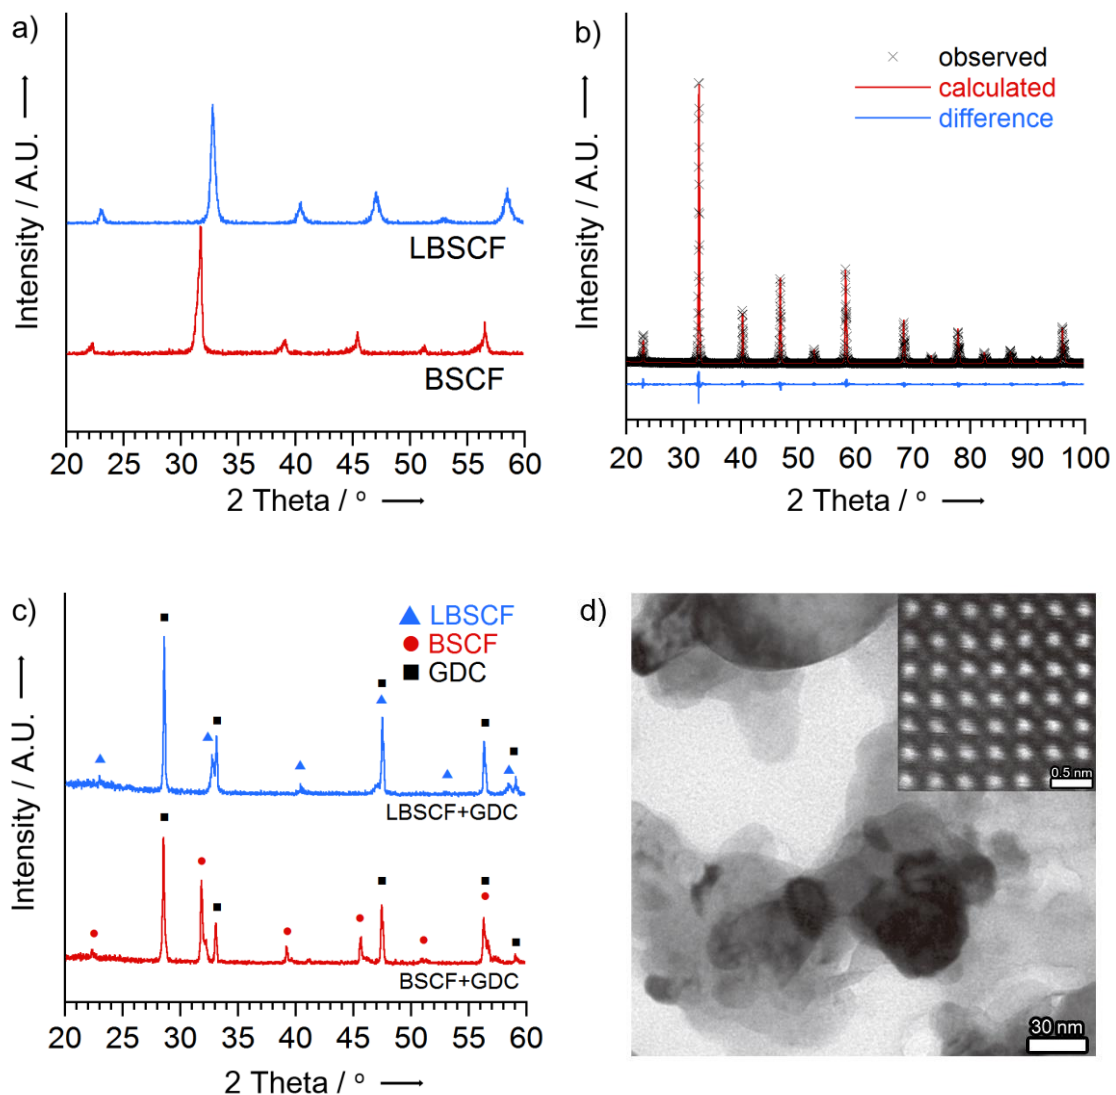 a)
Intensity / A.U.
LBSCF
BSCF
20 25 30 35 40 45 50 55 60
2 Theta / °
b)
Intensity / A.U.
observed
calculated
difference
20 30 40 50 60 70 80 90 100
2 Theta / °
c)
Intensity / A.U.
LBSCF
BSCF
GDC
LBSCF+GDC
BSCF+GDC
20 25 30 35 40 45 50 55 60
2 Theta / °
d)
0.5 nm
30 nm